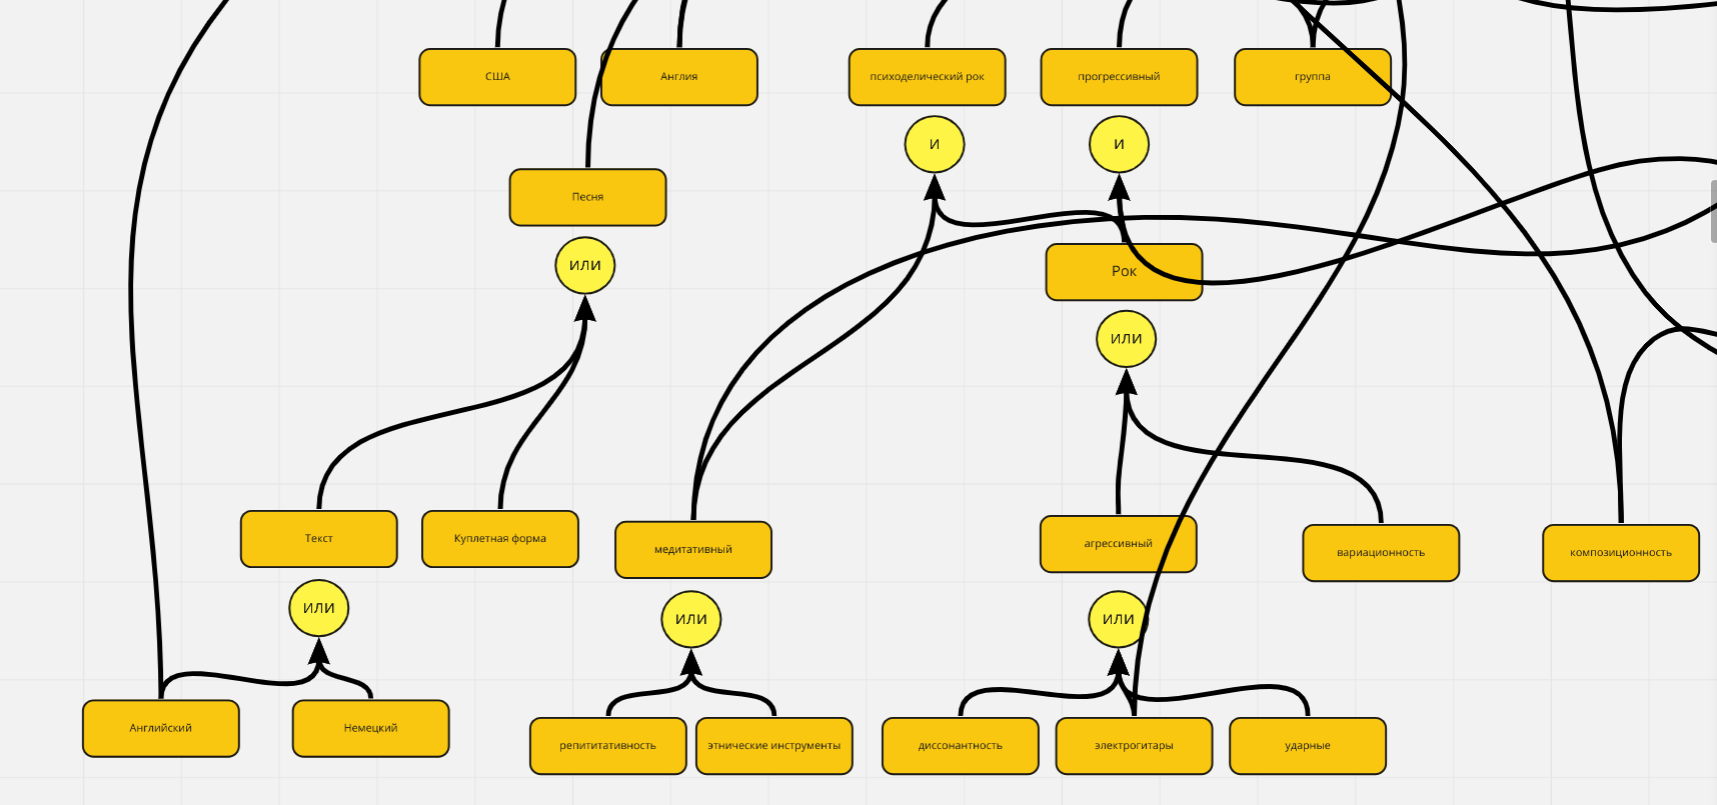 США
Англия
психоделический рок
прогрессивный
группа
И
И
Песня
ИЛИ
Рок
ИЛИ
Текст
Куплетная форма
медитативный
агрессивный
вариационность
композиционность
ИЛИ
ИЛИ
ИЛИ
Английский
Немецкий
репититативность
этнические инструменты
диссонантность
электрогитары
ударные